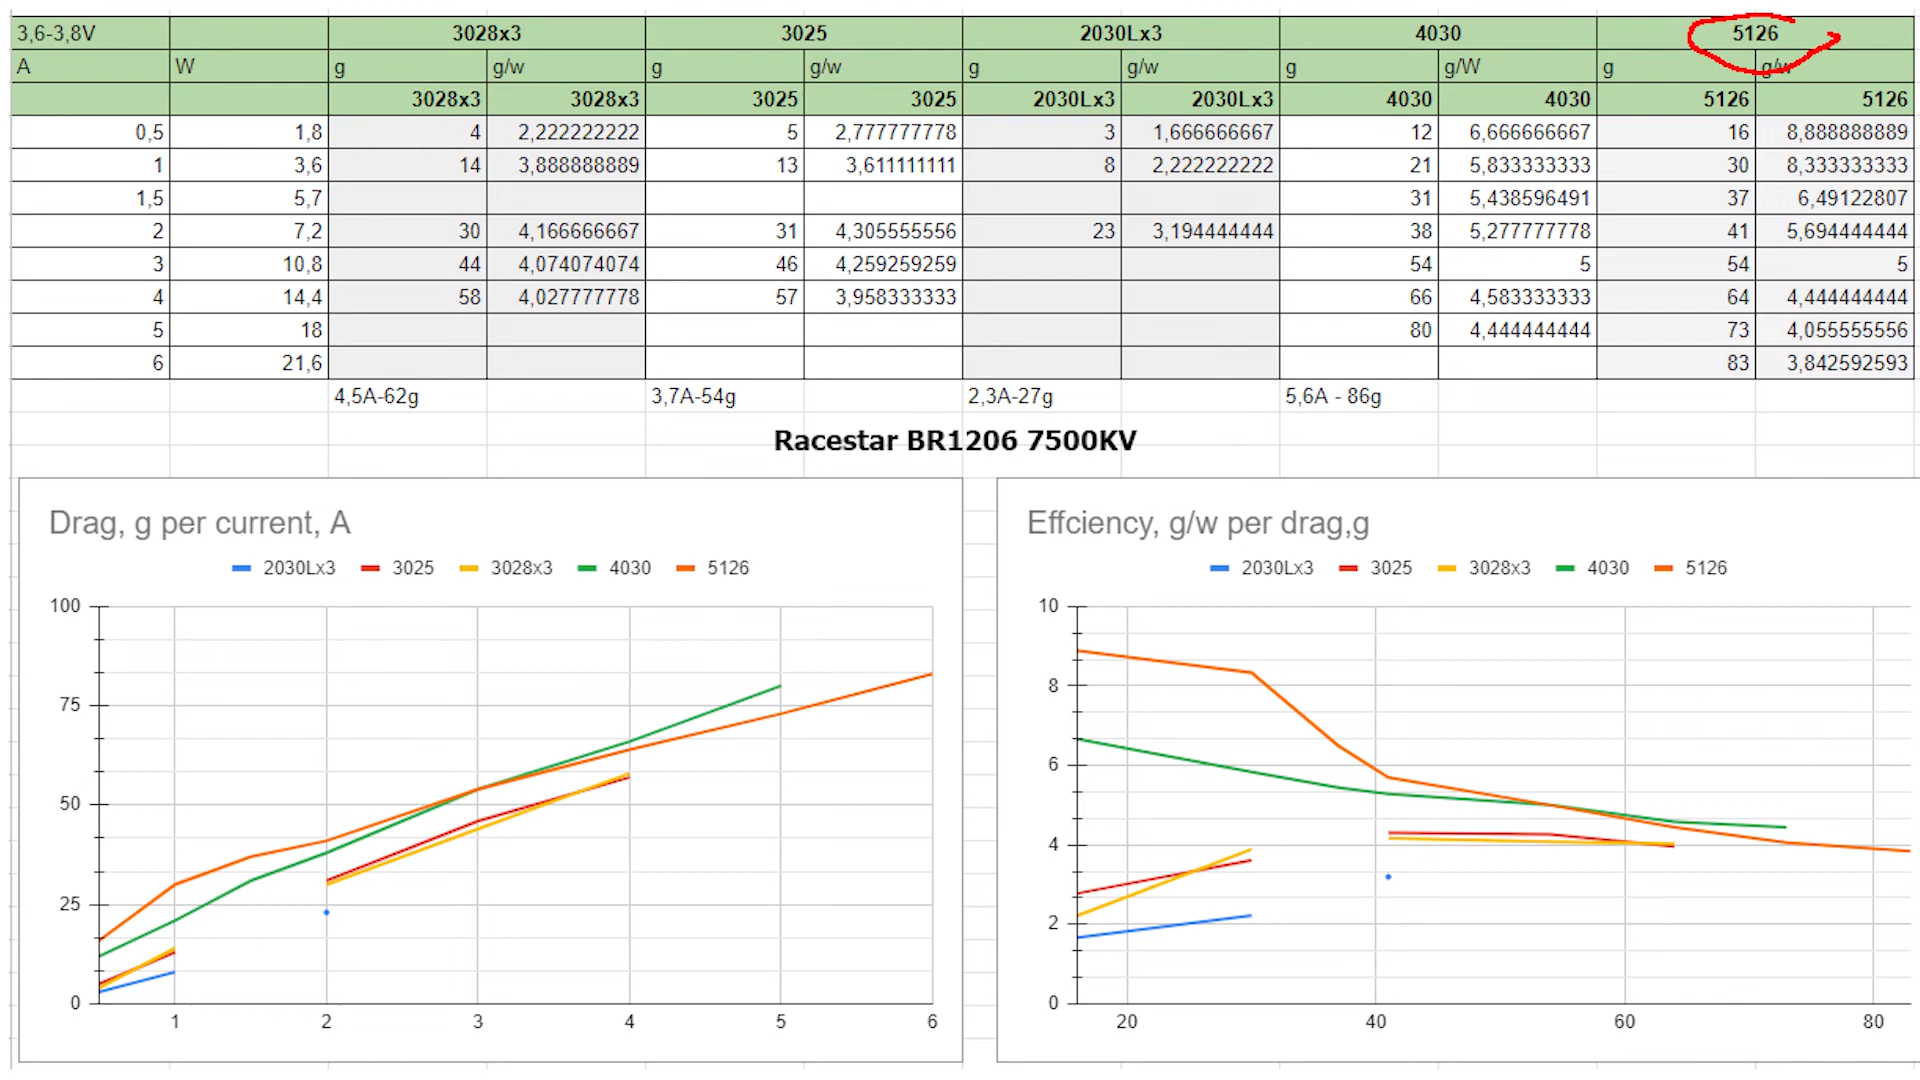 3,6-3,8V 3028x3 3025 2030Lx3 4030 5126
A W g g/w g g/w g g/w g g/W g g/w
3028x3 3028x3 3025 3025 2030Lx3 2030Lx3 4030 4030 5126 5126
0,5 1,8 4 2,222222222 5 2,777777778 3 1,666666667 12 6,666666667 16 8,888888889
1 3,6 14 3,888888889 13 3,611111111 8 2,222222222 21 5,833333333 30 8,333333333
1,5 5,7 31 5,438596491 37 6,49122807
2 7,2 30 4,166666667 31 4,305555556 23 3,194444444 38 5,277777778 41 5,694444444
3 10,8 44 4,074074074 46 4,259259259 54 5 54 5
4 14,4 58 4,027777778 57 3,958333333 66 4,583333333 64 4,444444444
5 18 80 4,444444444 73 4,055555556
6 21,6 83 3,842592593
4,5A-62g 3,7A-54g 2,3A-27g 5,6A - 86g
Racestar BR1206 7500KV
Drag, g per current, A
2030Lx3 3025 3028x3 4030 5126
100
75
50
25
0
1 2 3 4 5 6
Effciency, g/w per drag,g
2030Lx3 3025 3028x3 4030 5126
10
8
6
4
2
0
20 40 60 80